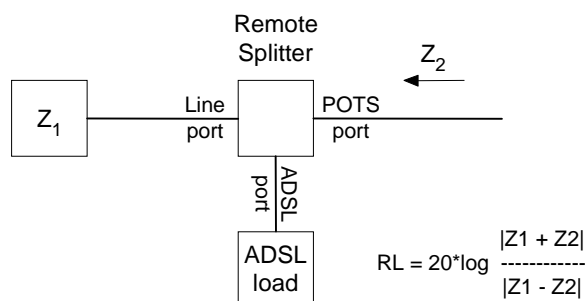 Remote
Splitter
Z2
Z1
Line
port
POTS
port
ADSL
port
ADSL
load
RL = 20*log
|Z1 + Z2|
------------
|Z1 - Z2|